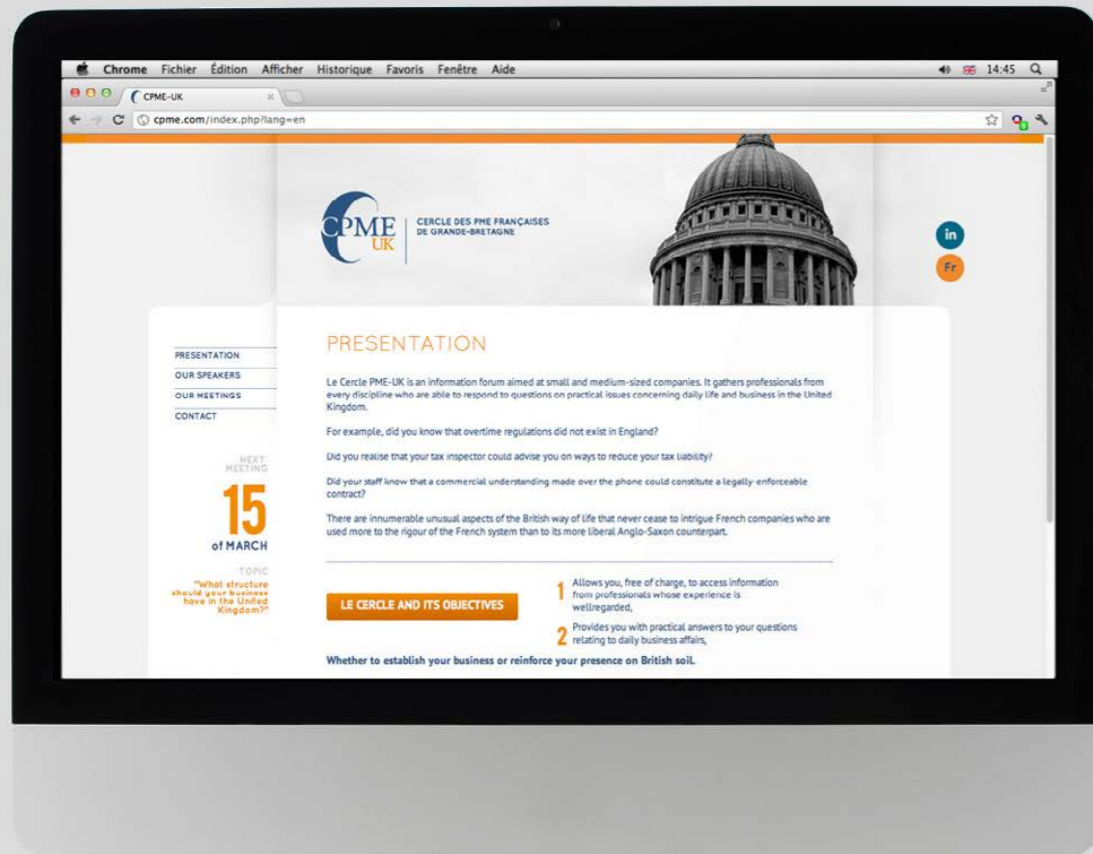 Chrome Fichier Édition Afficher Historique Favoris Fenêtre Aide 14:45
CPME-UK
cpme.com/index.php?lang=en
CPME
UK
CERCLE DES PME FRANÇAISES
DE GRANDE-BRETAGNE
in
Fr
PRESENTATION
OUR SPEAKERS
OUR MEETINGS
CONTACT
NEXT
MEETING
15
of MARCH
TOPIC
"What structure
should your business
have in the United
Kingdom?"
PRESENTATION
Le Cercle PME-UK is an information forum aimed at small and medium-sized companies. It gathers professionals from
every discipline who are able to respond to questions on practical issues concerning daily life and business in the United
Kingdom.
For example, did you know that overtime regulations did not exist in England?
Did you realise that your tax inspector could advise you on ways to reduce your tax liability?
Did your staff know that a commercial understanding made over the phone could constitute a legally-enforceable
contract?
There are innumerable unusual aspects of the British way of life that never cease to intrigue French companies who are
used more to the rigour of the French system than to its more liberal Anglo-Saxon counterpart.
LE CERCLE AND ITS OBJECTIVES
1 Allows you, free of charge, to access information
from professionals whose experience is
wellregarded,
2 Provides you with practical answers to your questions
relating to daily business affairs,
Whether to establish your business or reinforce your presence on British soil.